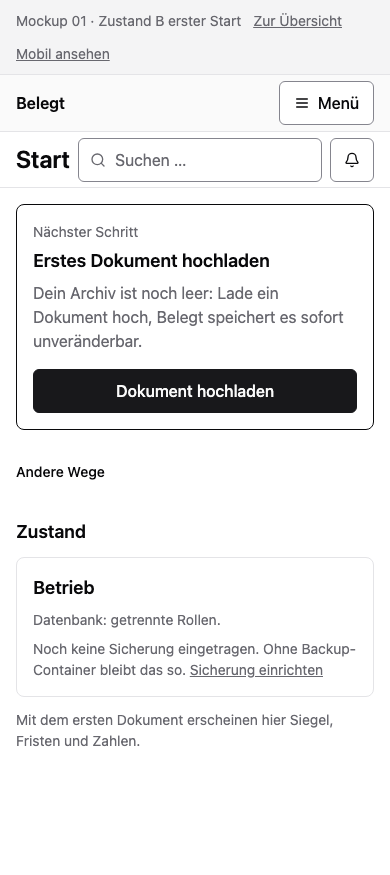 Mockup 01 · Zustand B erster Start Zur Übersicht
Mobil ansehen
Belegt
Menü
Start
Suchen ...
Nächster Schritt
Erstes Dokument hochladen
Dein Archiv ist noch leer: Lade ein
Dokument hoch, Belegt speichert es sofort
unveränderbar.
Dokument hochladen
Andere Wege
Zustand
Betrieb
Datenbank: getrennte Rollen.
Noch keine Sicherung eingetragen. Ohne Backup-
Container bleibt das so. Sicherung einrichten
Mit dem ersten Dokument erscheinen hier Siegel,
Fristen und Zahlen.